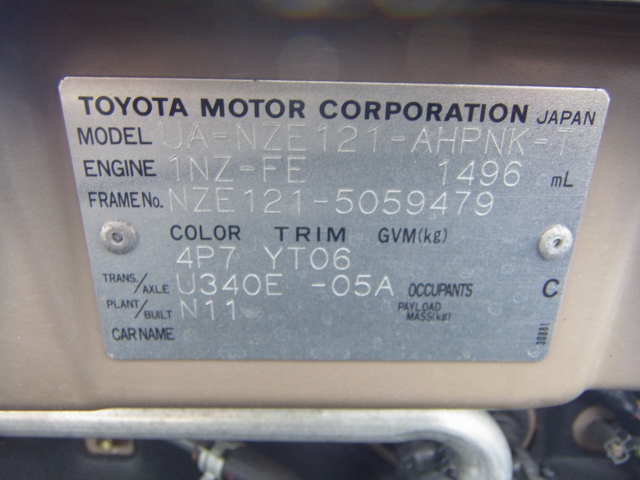 TOYOTA MOTOR CORPORATION JAPAN
MODEL UA-NZE121-AHPNK-T
ENGINE 1NZ-FE 1496 mL
FRAME No. NZE121-5059479
COLOR TRIM GVM(kg)
4P7 YT06
TRANS./AXLE U340E -05A OCCUPANTS C
PLANT/BUILT N11 PAYLOAD MASS(kg)
CAR NAME